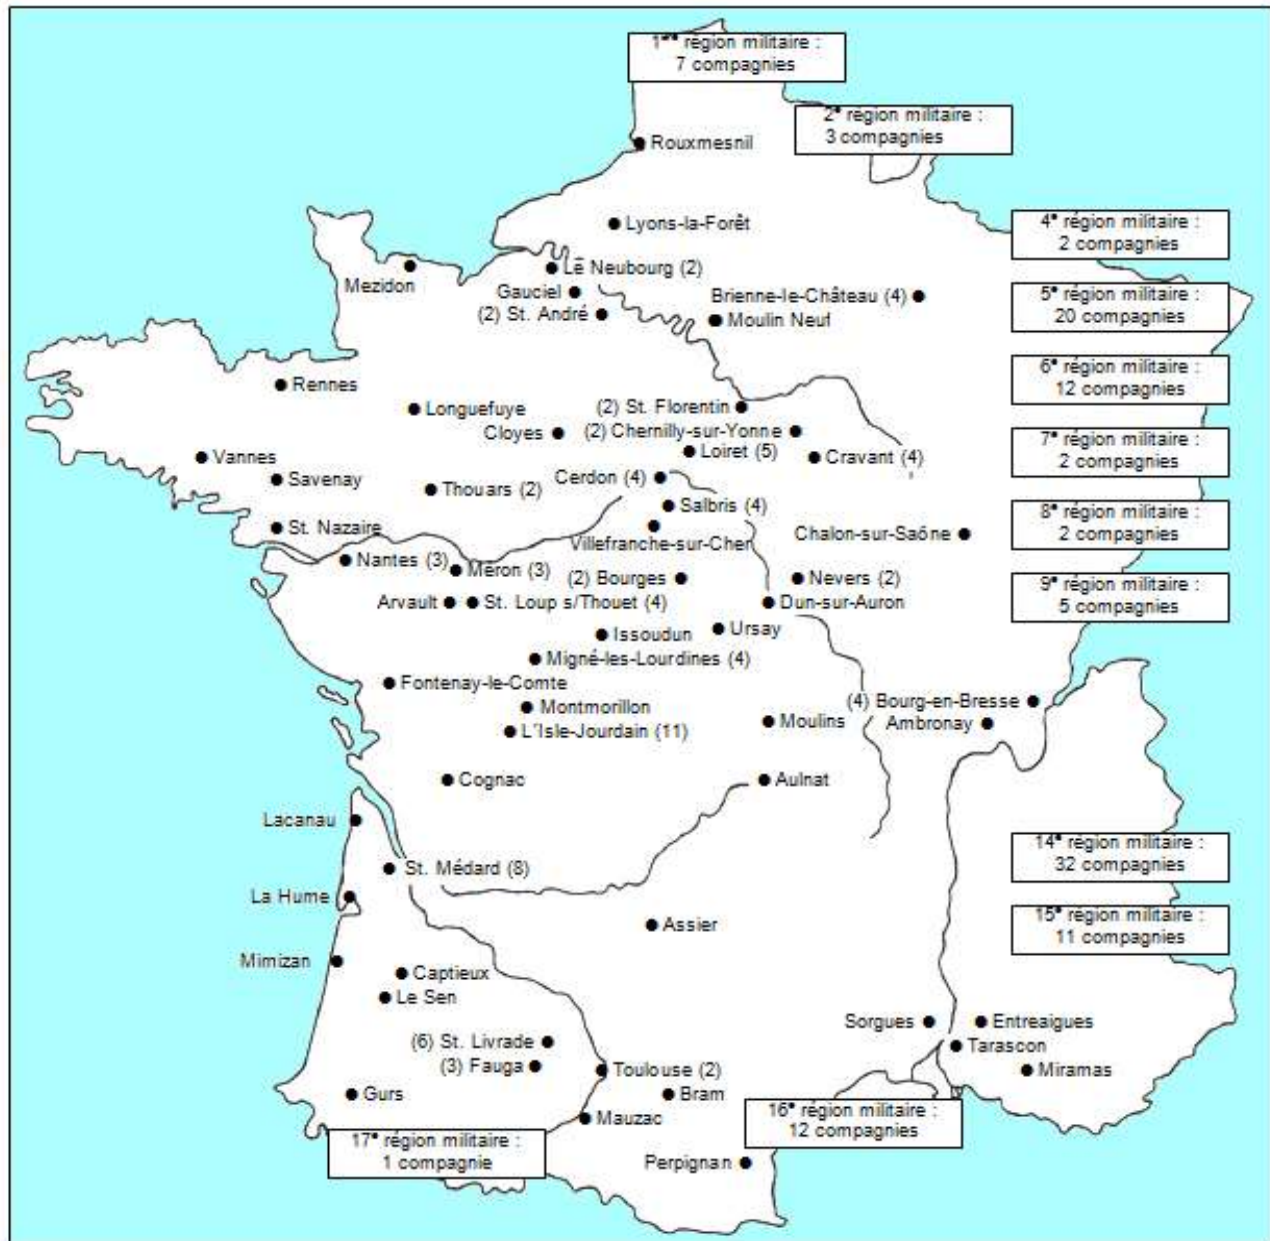 1ère région militaire :
7 compagnies
2e région militaire :
3 compagnies
Rouxmesnil
4e région militaire :
2 compagnies
Lyons-la-Forêt
Mezidon
Le Neubourg (2)
Gauciel
(2) St. André
Brienne-le-Château (4)
Moulin Neuf
5e région militaire :
20 compagnies
6e région militaire :
12 compagnies
Rennes
Longuefuye
Cloyes
(2) St. Florentin
(2) Chernilly-sur-Yonne
Loiret (5)
Cravant (4)
7e région militaire :
2 compagnies
Vannes
Savenay
Thouars (2)
Cerdon (4)
Salbris (4)
St. Nazaire
Villefranche-sur-Cher
Chalon-sur-Saône
8e région militaire :
2 compagnies
Nantes (3)
Méron (3)
(2) Bourges
Nevers (2)
9e région militaire :
5 compagnies
Arvault
St. Loup s/Thouet (4)
Dun-sur-Auron
Issoudun
Ursay
Migné-les-Lourdines (4)
Fontenay-le-Comte
Montmorillon
L'Isle-Jourdain (11)
Moulins
(4) Bourg-en-Bresse
Ambronay
Cognac
Aulnat
Lacanau
St. Médard (8)
14e région militaire :
32 compagnies
La Hume
Assier
15e région militaire :
11 compagnies
Mimizan
Captieux
Le Sen
(6) St. Livrade
(3) Fauga
Toulouse (2)
Sorgues
Entreaigues
Tarascon
Miramas
Gurs
Bram
Mauzac
16e région militaire :
12 compagnies
17e région militaire :
1 compagnie
Perpignan